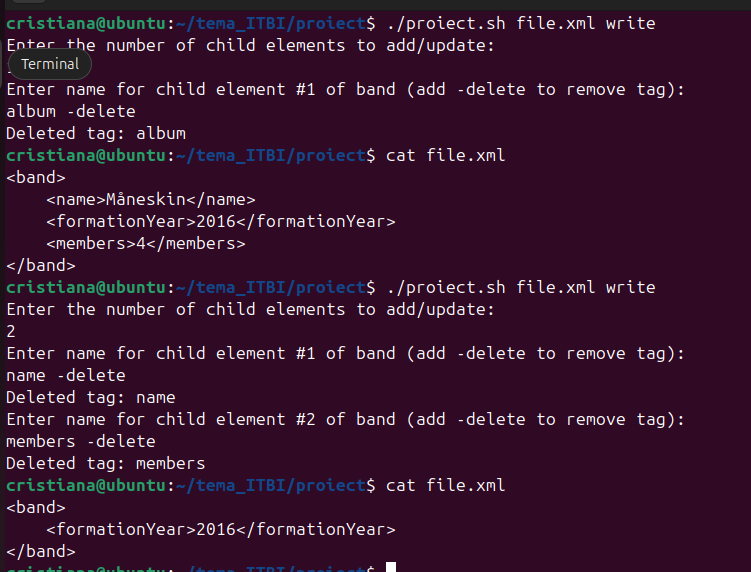 cristiana@ubuntu:~/tema_ITBI/proiect$ ./proiect.sh file.xml write
Enter the number of child elements to add/update:
Terminal
Enter name for child element #1 of band (add -delete to remove tag):
album -delete
Deleted tag: album
cristiana@ubuntu:~/tema_ITBI/proiect$ cat file.xml
<band>
    <name>Måneskin</name>
    <formationYear>2016</formationYear>
    <members>4</members>
</band>
cristiana@ubuntu:~/tema_ITBI/proiect$ ./proiect.sh file.xml write
Enter the number of child elements to add/update:
2
Enter name for child element #1 of band (add -delete to remove tag):
name -delete
Deleted tag: name
Enter name for child element #2 of band (add -delete to remove tag):
members -delete
Deleted tag: members
cristiana@ubuntu:~/tema_ITBI/proiect$ cat file.xml
<band>
    <formationYear>2016</formationYear>
</band>
cristiana@ubuntu:~/tema_ITBI/proiect$